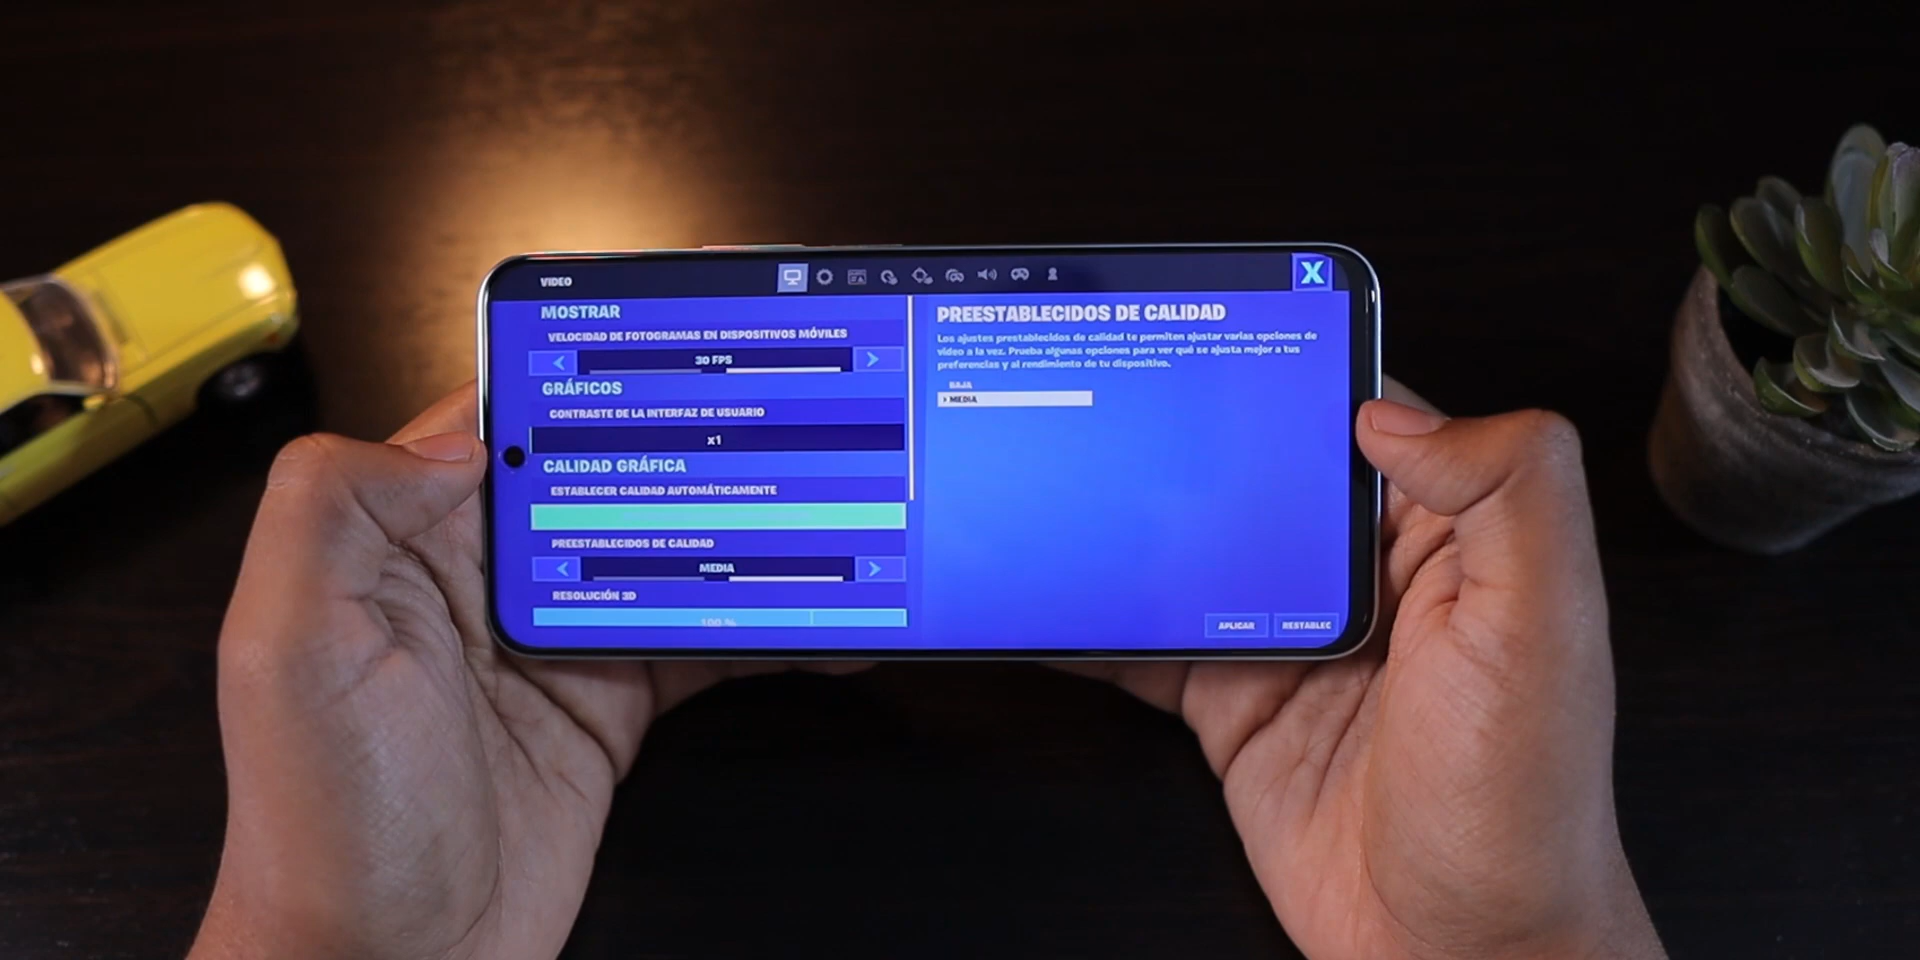 VIDEO
X
MOSTRAR
VELOCIDAD DE FOTOGRAMAS EN DISPOSITIVOS MÓVILES
30 FPS
GRÁFICOS
CONTRASTE DE LA INTERFAZ DE USUARIO
x1
CALIDAD GRÁFICA
ESTABLECER CALIDAD AUTOMÁTICAMENTE
PREESTABLECIDOS DE CALIDAD
MEDIA
RESOLUCIÓN 3D
100 %
PREESTABLECIDOS DE CALIDAD
Los ajustes preestablecidos de calidad te permiten ajustar varias opciones de
video a la vez. Prueba algunas opciones para ver qué se ajusta mejor a tus
preferencias y al rendimiento de tu dispositivo.
BAJA
› MEDIA
APLICAR
RESTABLEC